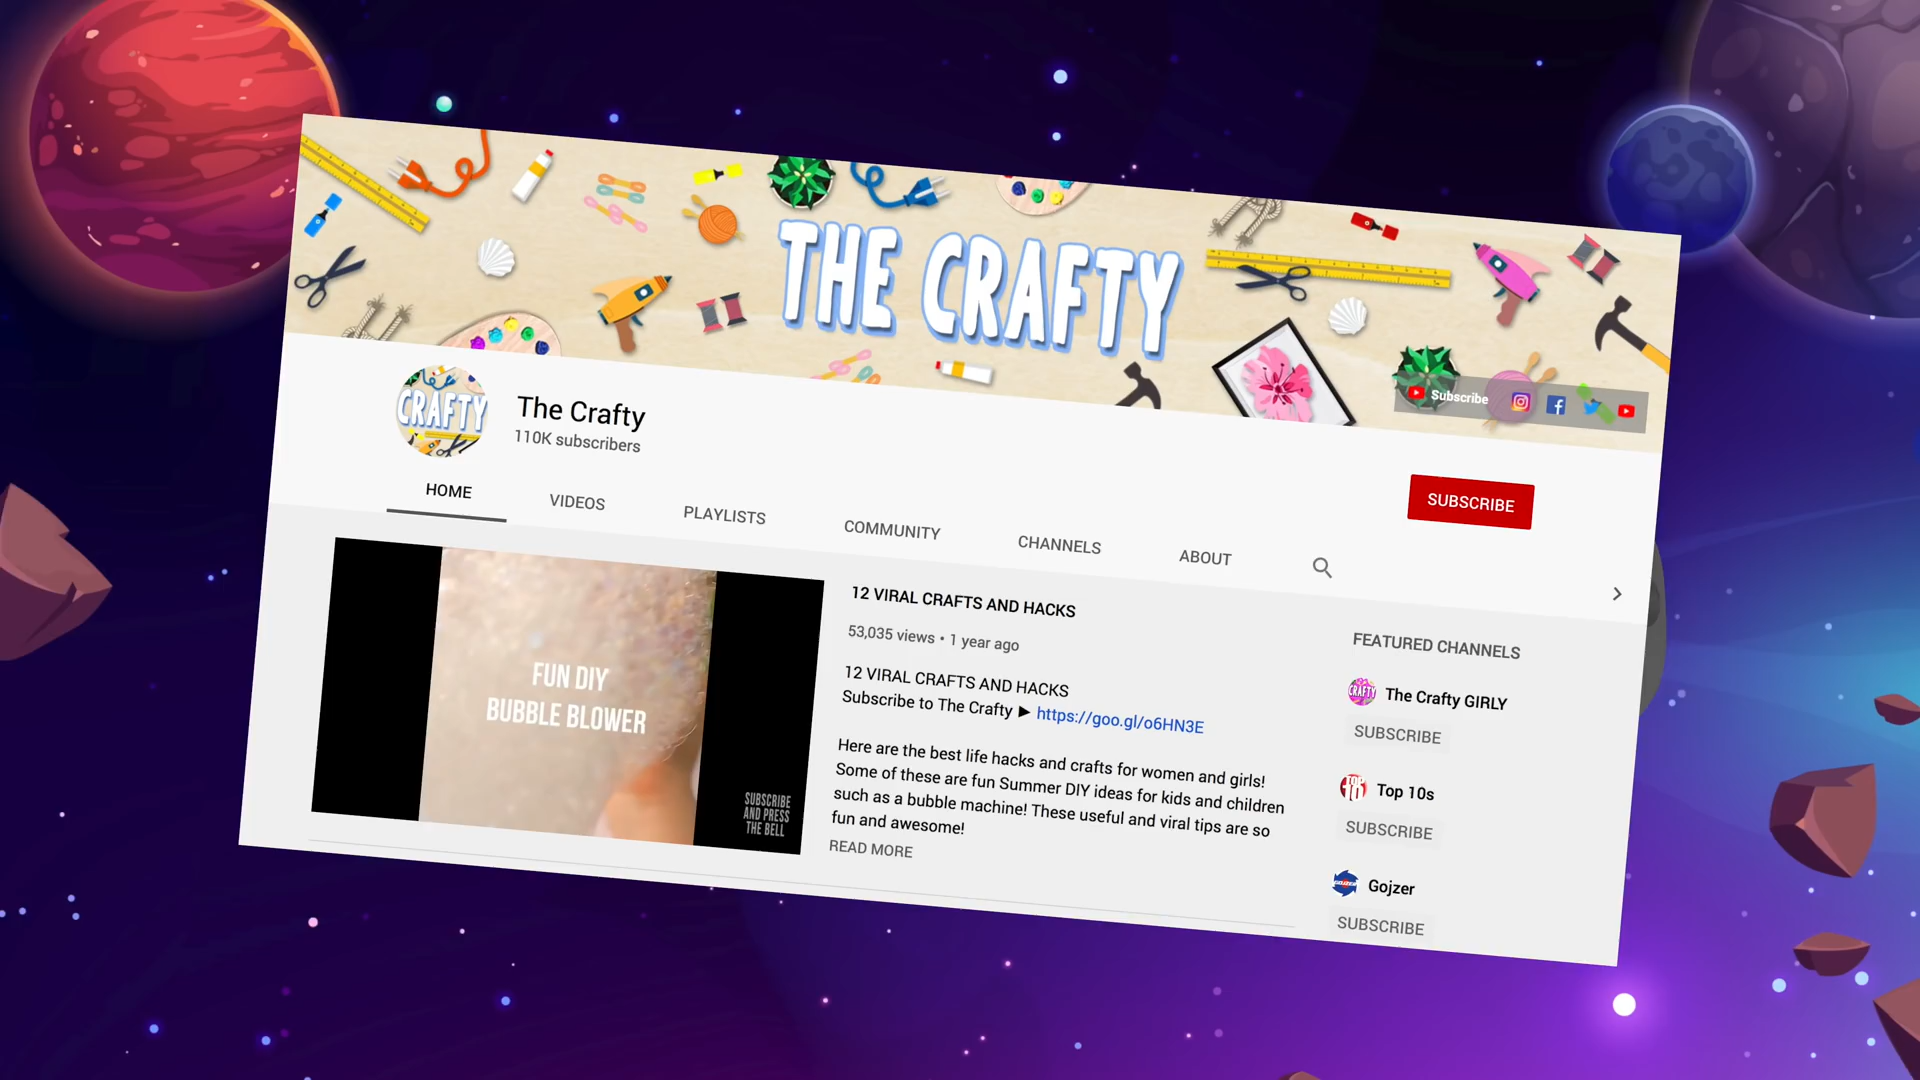 THE CRAFTY
Subscribe
CRAFTY
The Crafty
110K subscribers
SUBSCRIBE
HOME
VIDEOS
PLAYLISTS
COMMUNITY
CHANNELS
ABOUT
FUN DIY
BUBBLE BLOWER
SUBSCRIBE
AND PRESS
THE BELL
12 VIRAL CRAFTS AND HACKS
53,035 views • 1 year ago
12 VIRAL CRAFTS AND HACKS
Subscribe to The Crafty ► https://goo.gl/o6HN3E
Here are the best life hacks and crafts for women and girls!
Some of these are fun Summer DIY ideas for kids and children
such as a bubble machine! These useful and viral tips are so
fun and awesome!
READ MORE
FEATURED CHANNELS
CRAFTY
The Crafty GIRLY
SUBSCRIBE
TOP
10
Top 10s
SUBSCRIBE
GOJZER
Gojzer
SUBSCRIBE